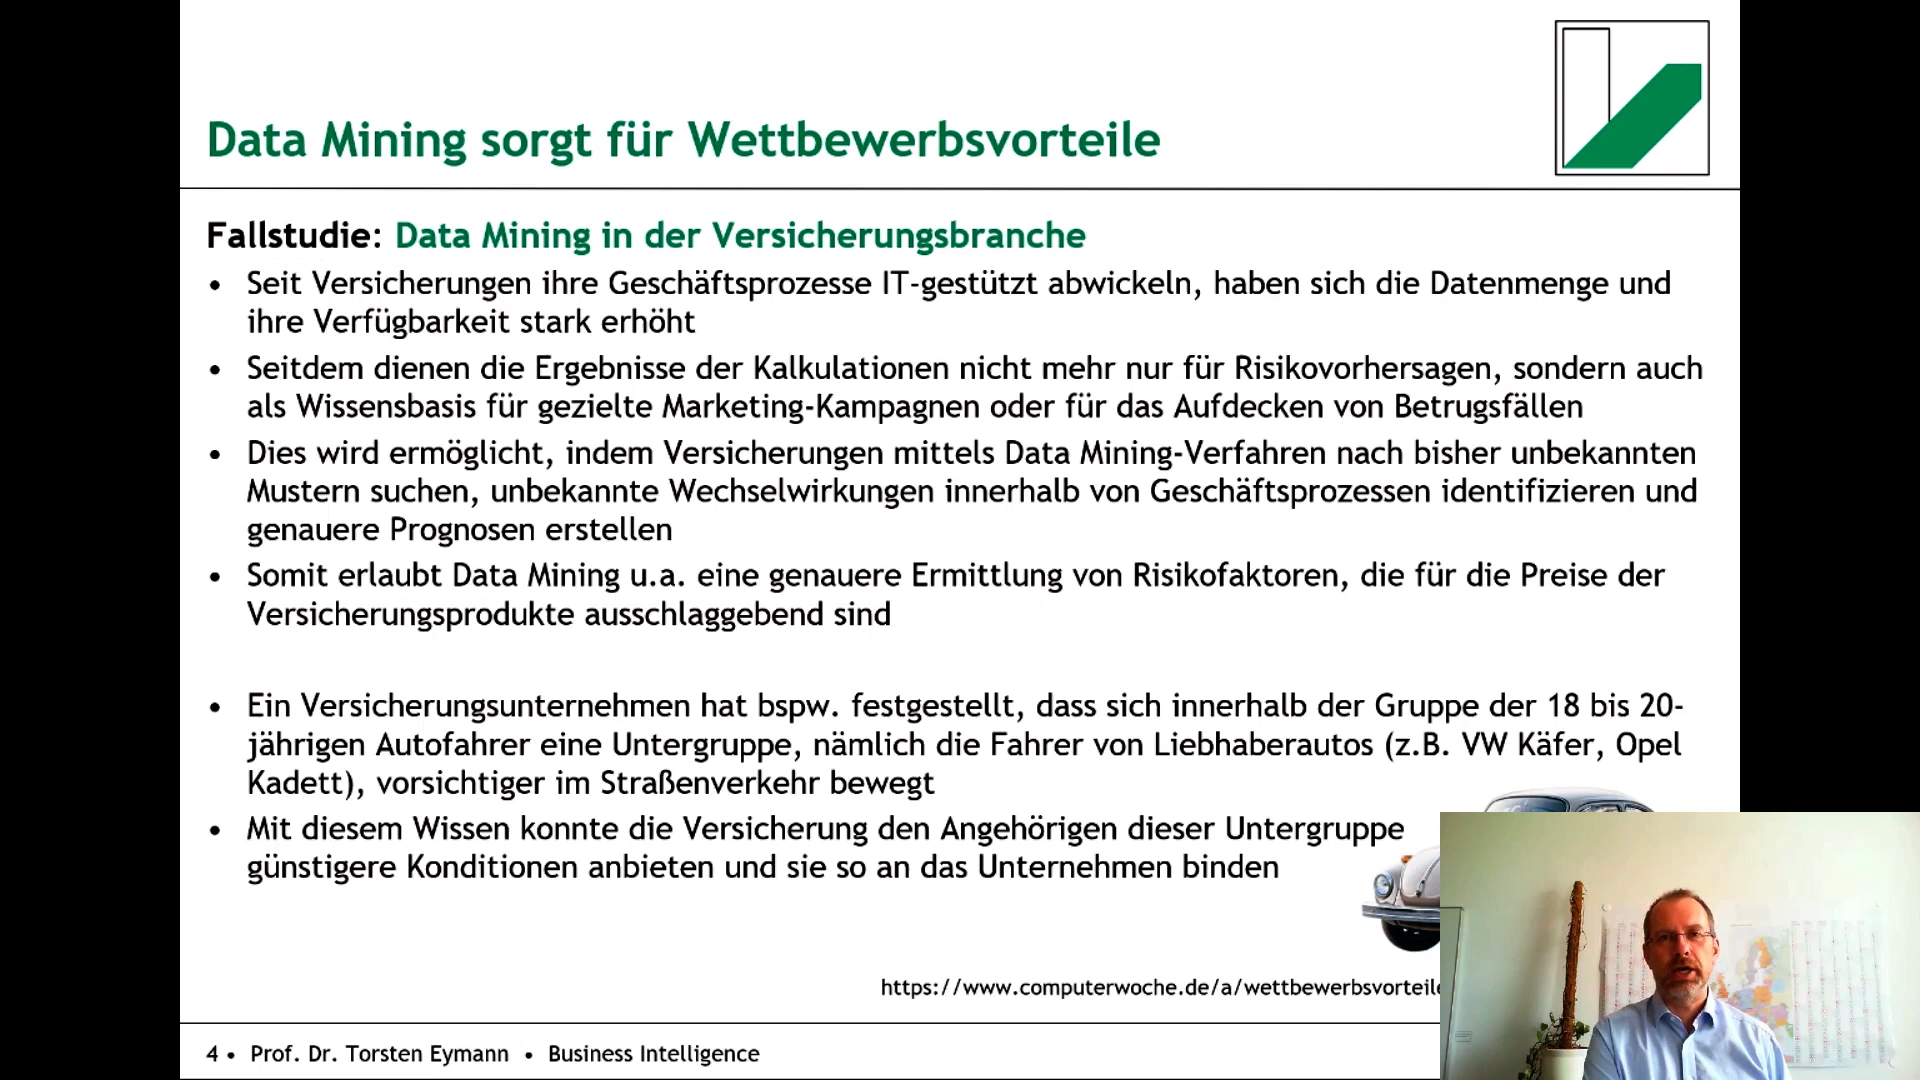 Data Mining sorgt für Wettbewerbsvorteile
Fallstudie: Data Mining in der Versicherungsbranche
• Seit Versicherungen ihre Geschäftsprozesse IT-gestützt abwickeln, haben sich die Datenmenge und
ihre Verfügbarkeit stark erhöht
• Seitdem dienen die Ergebnisse der Kalkulationen nicht mehr nur für Risikovorhersagen, sondern auch
als Wissensbasis für gezielte Marketing-Kampagnen oder für das Aufdecken von Betrugsfällen
• Dies wird ermöglicht, indem Versicherungen mittels Data Mining-Verfahren nach bisher unbekannten
Mustern suchen, unbekannte Wechselwirkungen innerhalb von Geschäftsprozessen identifizieren und
genauere Prognosen erstellen
• Somit erlaubt Data Mining u.a. eine genauere Ermittlung von Risikofaktoren, die für die Preise der
Versicherungsprodukte ausschlaggebend sind
• Ein Versicherungsunternehmen hat bspw. festgestellt, dass sich innerhalb der Gruppe der 18 bis 20-
jährigen Autofahrer eine Untergruppe, nämlich die Fahrer von Liebhaberautos (z.B. VW Käfer, Opel
Kadett), vorsichtiger im Straßenverkehr bewegt
• Mit diesem Wissen konnte die Versicherung den Angehörigen dieser Untergruppe
günstigere Konditionen anbieten und sie so an das Unternehmen binden
https://www.computerwoche.de/a/wettbewerbsvorteile
4 • Prof. Dr. Torsten Eymann • Business Intelligence